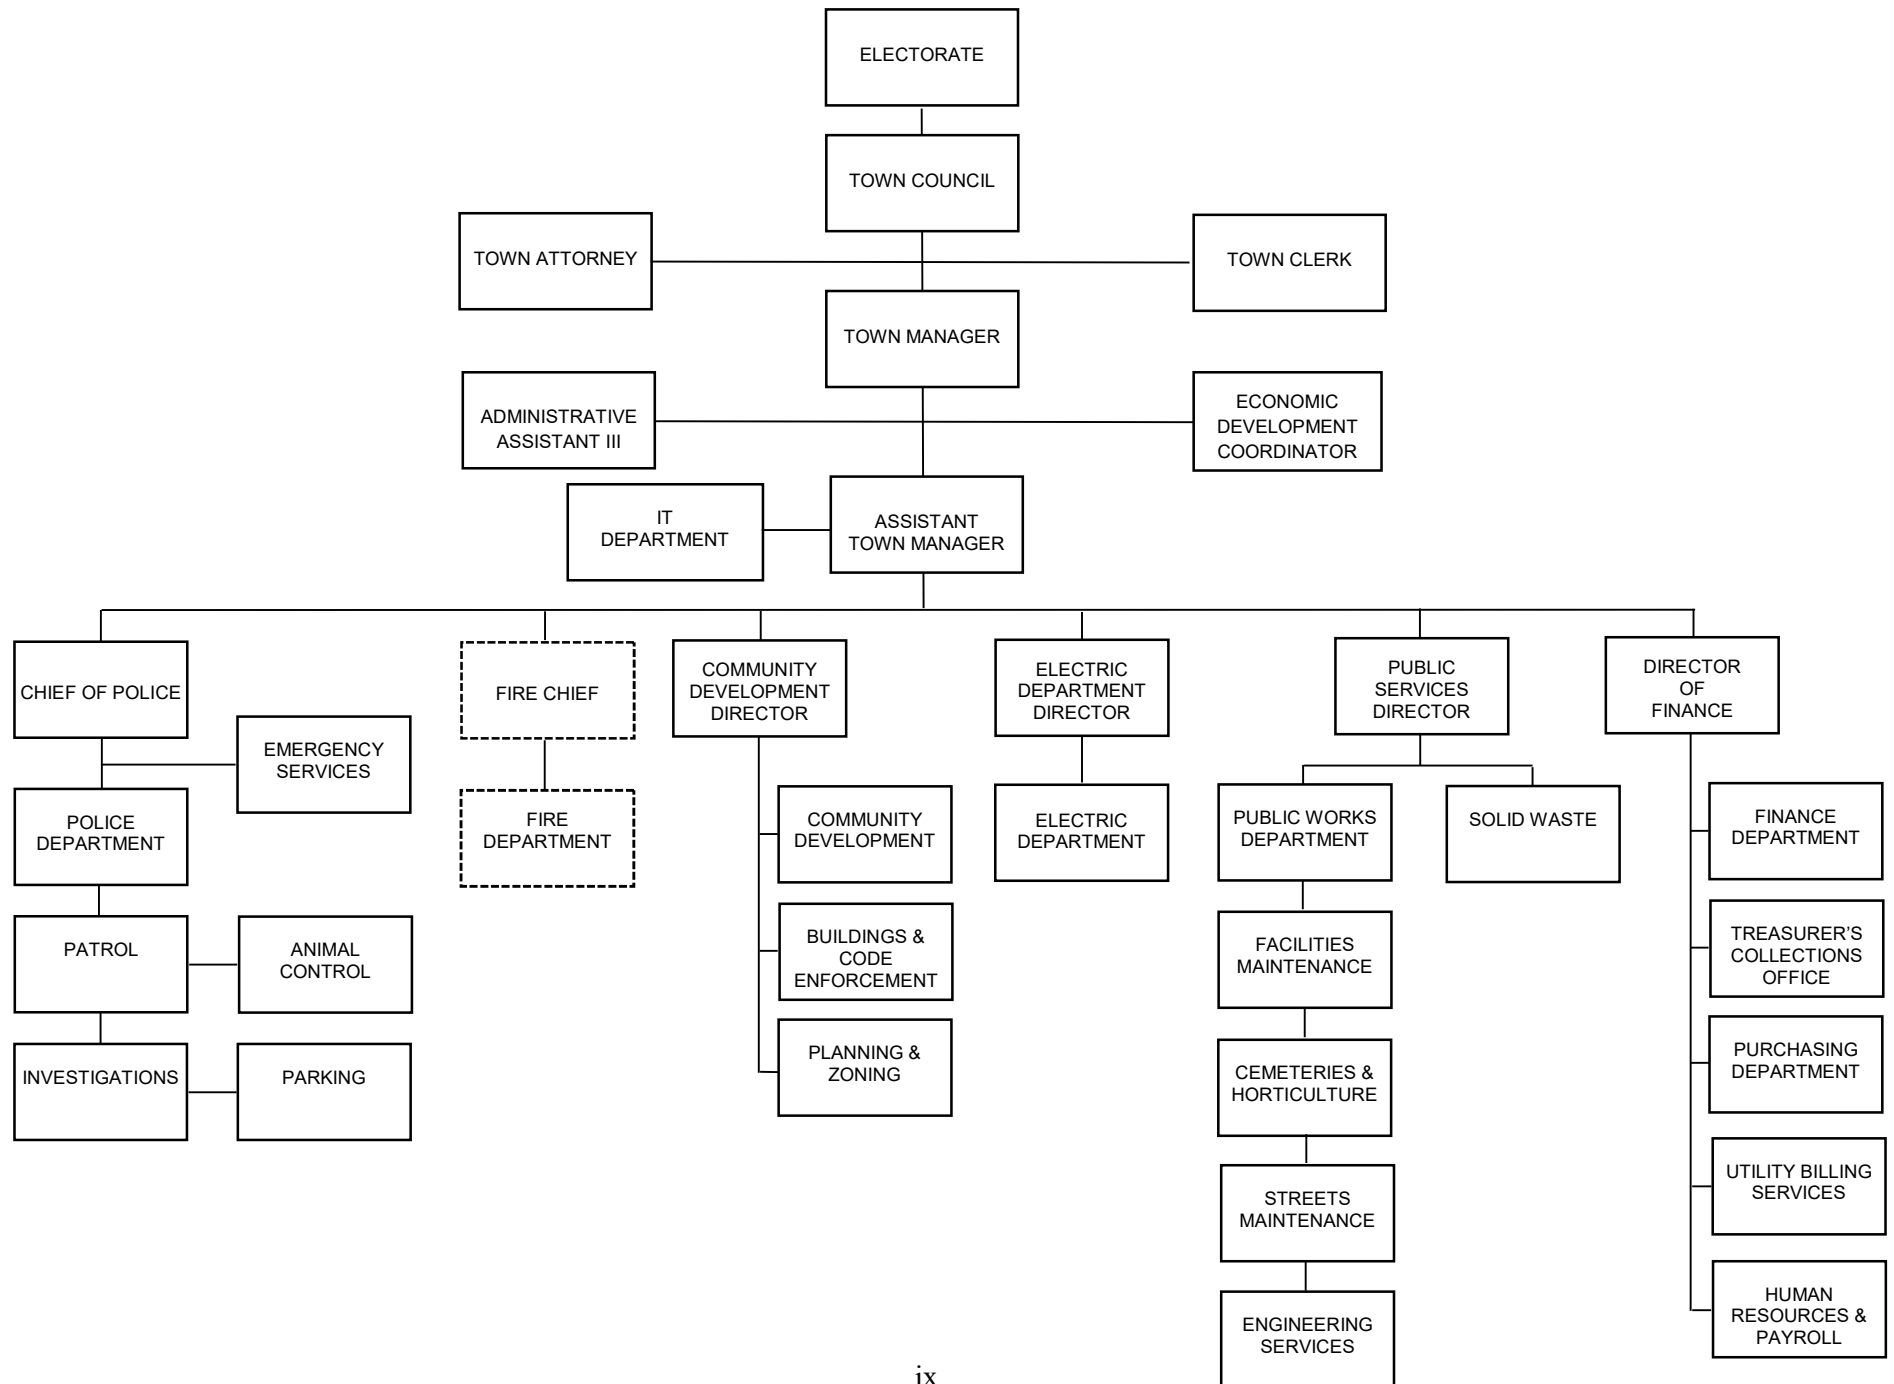 ELECTORATE
TOWN COUNCIL
TOWN ATTORNEY
TOWN CLERK
TOWN MANAGER
ADMINISTRATIVE
ASSISTANT III
ECONOMIC
DEVELOPMENT
COORDINATOR
IT
DEPARTMENT
ASSISTANT
TOWN MANAGER
CHIEF OF POLICE
FIRE CHIEF
COMMUNITY
DEVELOPMENT
DIRECTOR
ELECTRIC
DEPARTMENT
DIRECTOR
PUBLIC
SERVICES
DIRECTOR
DIRECTOR
OF
FINANCE
EMERGENCY
SERVICES
POLICE
DEPARTMENT
FIRE
DEPARTMENT
COMMUNITY
DEVELOPMENT
ELECTRIC
DEPARTMENT
PUBLIC WORKS
DEPARTMENT
SOLID WASTE
FINANCE
DEPARTMENT
PATROL
ANIMAL
CONTROL
BUILDINGS &
CODE
ENFORCEMENT
FACILITIES
MAINTENANCE
TREASURER’S
COLLECTIONS
OFFICE
INVESTIGATIONS
PARKING
PLANNING &
ZONING
CEMETERIES &
HORTICULTURE
PURCHASING
DEPARTMENT
STREETS
MAINTENANCE
UTILITY BILLING
SERVICES
ENGINEERING
SERVICES
HUMAN
RESOURCES &
PAYROLL
ix